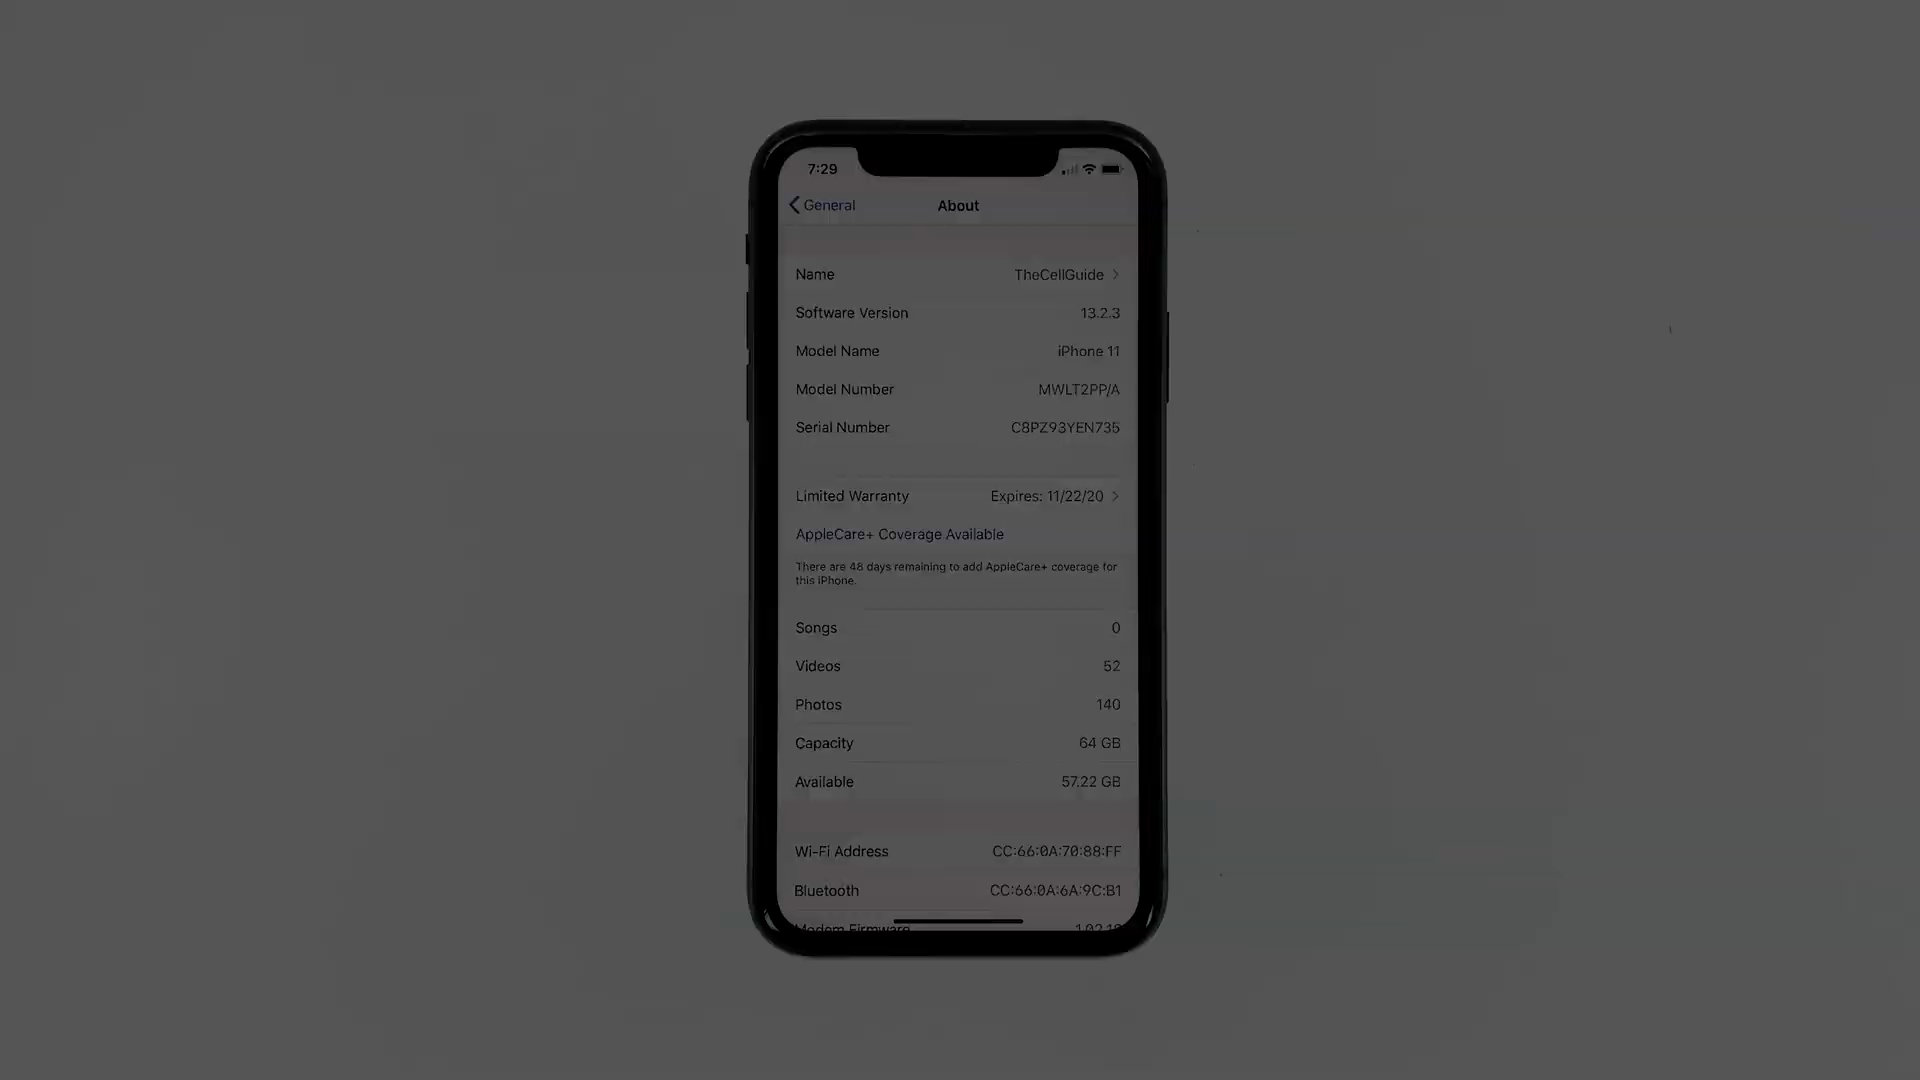 7:29
General
About
Name TheCellGuide
Software Version 13.2.3
Model Name iPhone 11
Model Number MWLT2PP/A
Serial Number C8PZ93YEN735
Limited Warranty Expires: 11/22/20
AppleCare+ Coverage Available
There are 48 days remaining to add AppleCare+ coverage for
this iPhone.
Songs 0
Videos 52
Photos 140
Capacity 64 GB
Available 57.22 GB
Wi-Fi Address CC:66:0A:70:88:FF
Bluetooth CC:66:0A:6A:9C:B1
Modem Firmware